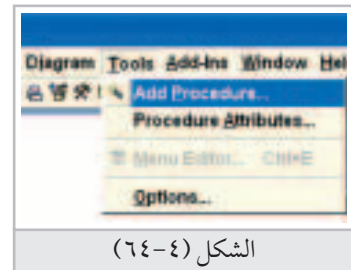 Diagram Tools Add-Ins Window Hel
Add Procedure...
Procedure Attributes...
Menu Editor... Ctrl+E
Options...
الشكل (٤-٦٤)